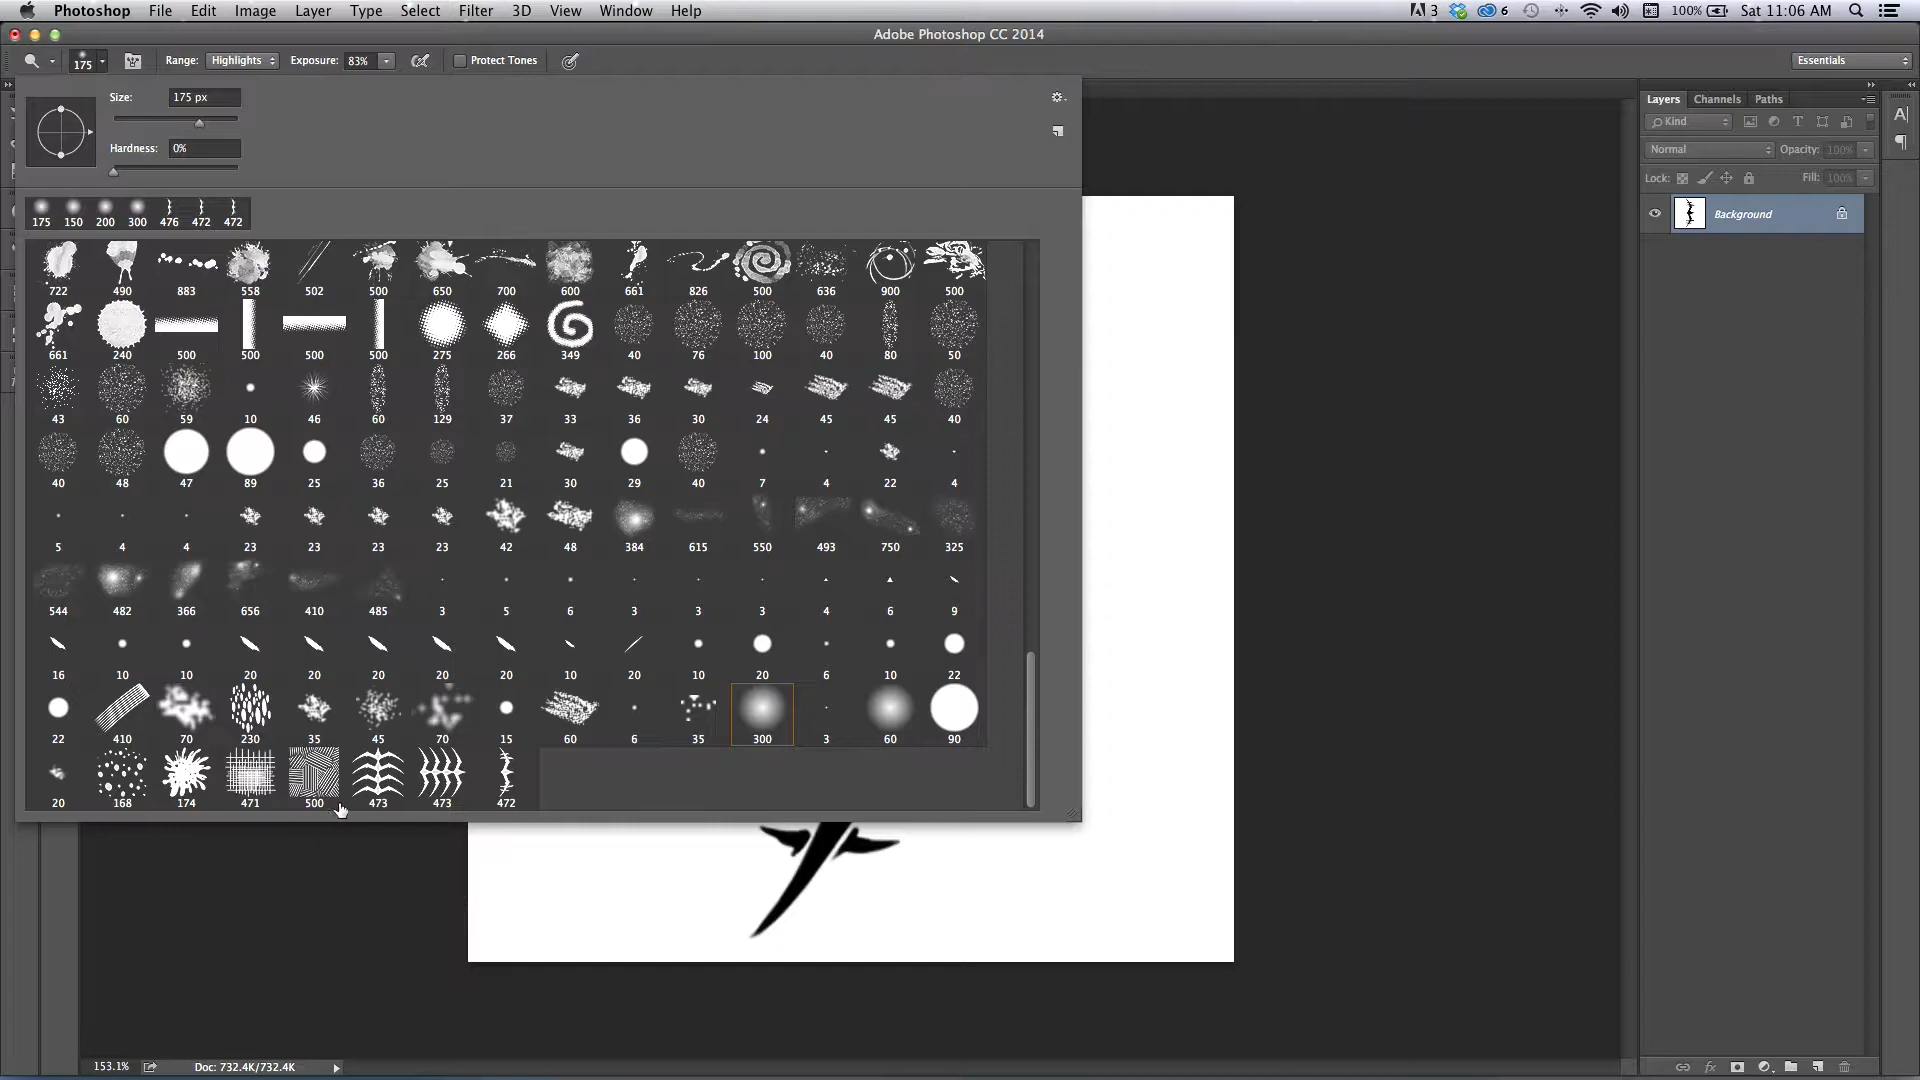 Photoshop File Edit Image Layer Type Select Filter 3D View Window Help 3 6 100% Sat 11:06 AM
Adobe Photoshop CC 2014
175 Range: Highlights Exposure: 83% Protect Tones Essentials
Size: 175 px
Hardness: 0%
175 150 200 300 476 472 472
722 490 883 558 502 500 650 700 600 661 826 500 636 900 500
661 240 500 500 500 500 275 266 349 40 76 100 40 80 50
43 60 59 10 46 60 129 37 33 36 30 24 45 45 40
40 48 47 89 25 36 25 21 30 29 40 7 4 22 4
5 4 4 23 23 23 23 42 48 384 615 550 493 750 325
544 482 366 656 410 485 3 5 6 3 3 3 4 6 9
16 10 10 20 20 20 20 20 10 20 10 20 6 10 22
22 410 70 230 35 45 70 15 60 6 35 300 3 60 90
20 168 174 471 500 473 473 472
Layers Channels Paths
Kind
Normal Opacity: 100%
Lock: Fill: 100%
Background
153.1% Doc: 732.4K/732.4K
fx